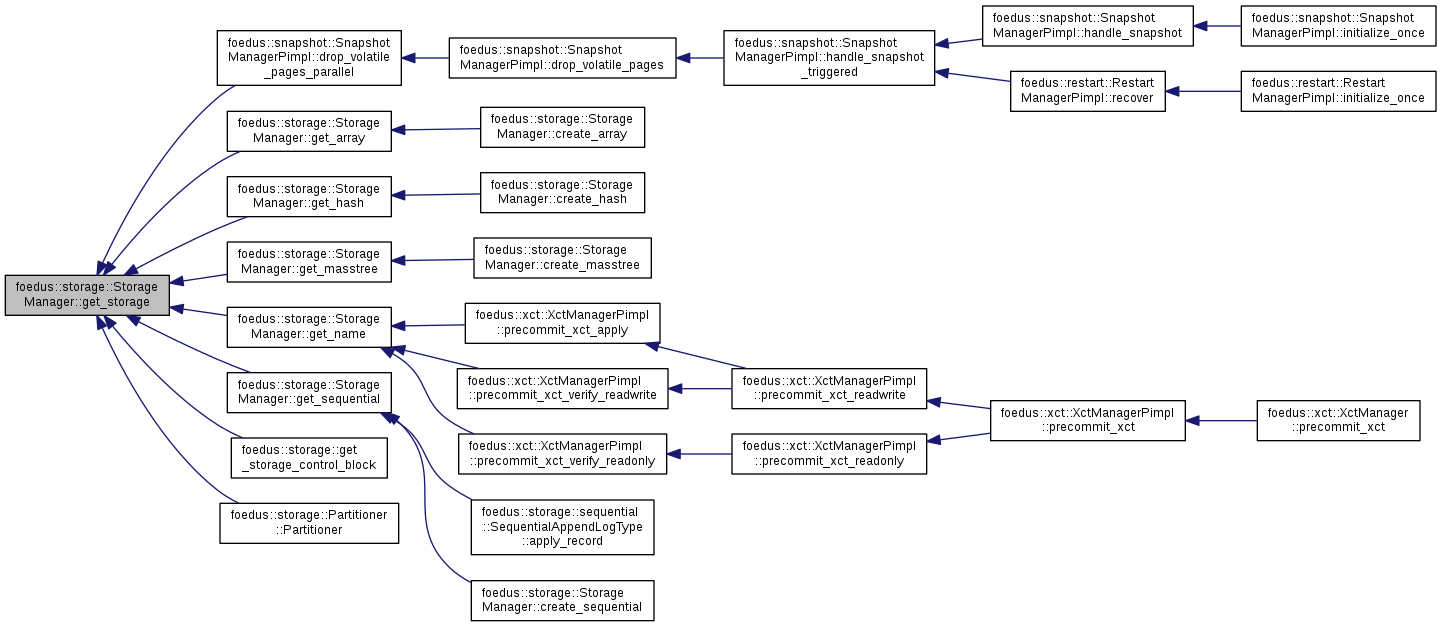 foedus::storage::Storage
Manager::get_storage
foedus::snapshot::Snapshot
ManagerPimpl::drop_volatile
_pages_parallel
foedus::snapshot::Snapshot
ManagerPimpl::drop_volatile_pages
foedus::snapshot::Snapshot
ManagerPimpl::handle_snapshot
_triggered
foedus::snapshot::Snapshot
ManagerPimpl::handle_snapshot
foedus::snapshot::Snapshot
ManagerPimpl::initialize_once
foedus::restart::Restart
ManagerPimpl::recover
foedus::restart::Restart
ManagerPimpl::initialize_once
foedus::storage::Storage
Manager::get_array
foedus::storage::Storage
Manager::create_array
foedus::storage::Storage
Manager::get_hash
foedus::storage::Storage
Manager::create_hash
foedus::storage::Storage
Manager::get_masstree
foedus::storage::Storage
Manager::create_masstree
foedus::storage::Storage
Manager::get_name
foedus::xct::XctManagerPimpl
::precommit_xct_apply
foedus::xct::XctManagerPimpl
::precommit_xct_verify_readwrite
foedus::xct::XctManagerPimpl
::precommit_xct_readwrite
foedus::xct::XctManagerPimpl
::precommit_xct_verify_readonly
foedus::xct::XctManagerPimpl
::precommit_xct_readonly
foedus::xct::XctManagerPimpl
::precommit_xct
foedus::xct::XctManager
::precommit_xct
foedus::storage::Storage
Manager::get_sequential
foedus::storage::sequential
::SequentialAppendLogType
::apply_record
foedus::storage::Storage
Manager::create_sequential
foedus::storage::get
_storage_control_block
foedus::storage::Partitioner
::Partitioner